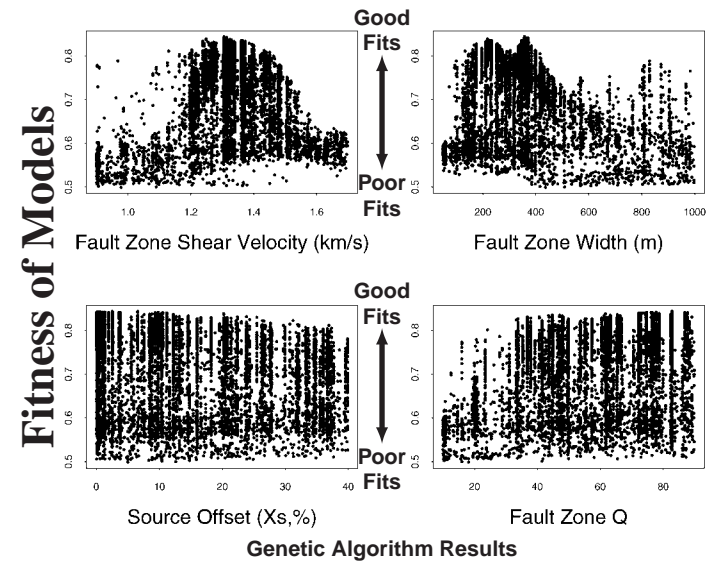 Good
Fits
Poor
Fits
Fitness of Models
0.8
0.7
0.6
0.5
1.0 1.2 1.4 1.6
Fault Zone Shear Velocity (km/s)
0.8
0.7
0.6
0.5
200 400 600 800 1000
Fault Zone Width (m)
Good
Fits
Poor
Fits
0.8
0.7
0.6
0.5
0 10 20 30 40
Source Offset (Xs,%)
0.8
0.7
0.6
0.5
20 40 60 80
Fault Zone Q
Genetic Algorithm Results